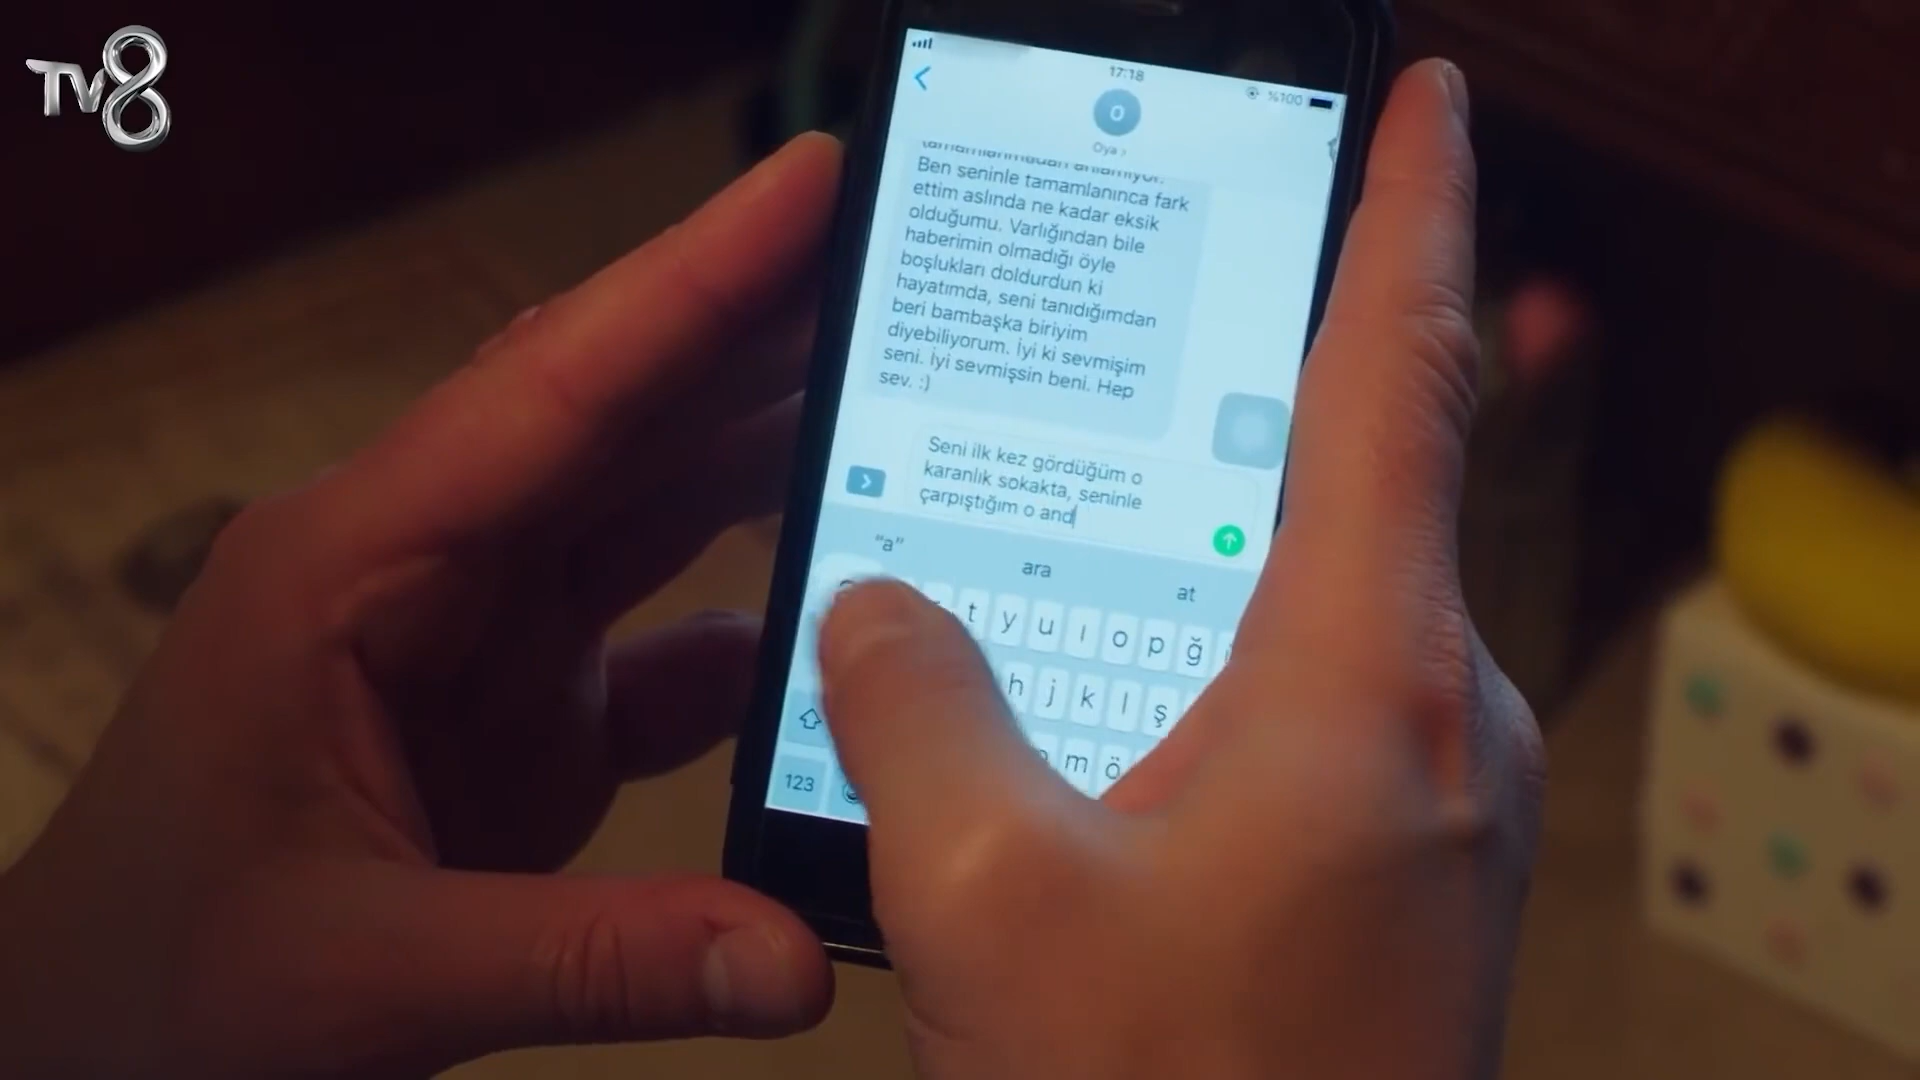 TV8
17:18
%100
O
Oya >
tamamlanmadan anlamıyor.
Ben seninle tamamlanınca fark
ettim aslında ne kadar eksik
olduğumu. Varlığından bile
haberimin olmadığı öyle
boşlukları doldurdun ki
hayatımda, seni tanıdığımdan
beri bambaşka biriyim
diyebiliyorum. İyi ki sevmişim
seni. İyi sevmişsin beni. Hep
sev. :)
Seni ilk kez gördüğüm o
karanlık sokakta, seninle
çarpıştığım o and
"a" ara at
t y u ı o p ğ
h j k l ş
m ö
123